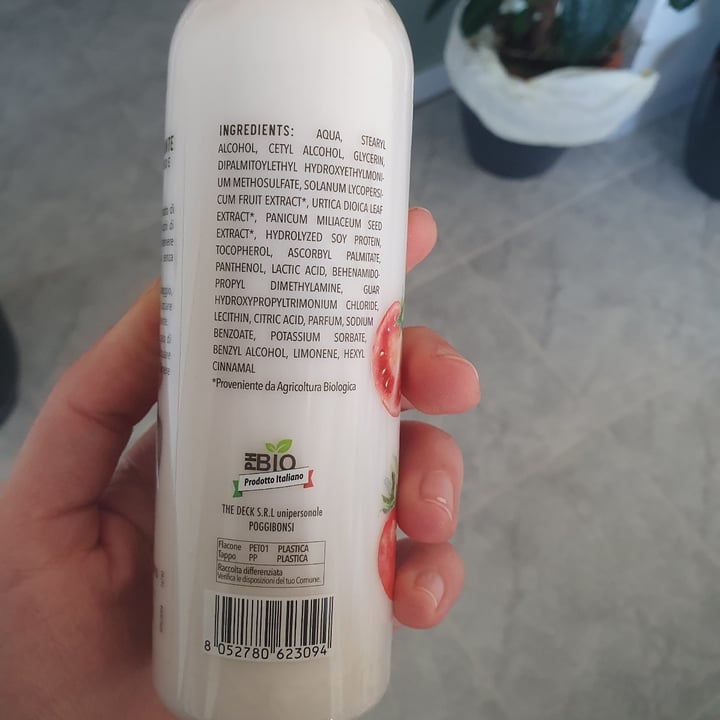 INGREDIENTS: AQUA, STEARYL
ALCOHOL, CETYL ALCOHOL, GLYCERIN,
DIPALMITOYLETHYL HYDROXYETHYLMONI-
UM METHOSULFATE, SOLANUM LYCOPERSI-
CUM FRUIT EXTRACT*, URTICA DIOICA LEAF
EXTRACT*, PANICUM MILIACEUM SEED
EXTRACT*, HYDROLYZED SOY PROTEIN,
TOCOPHEROL, ASCORBYL PALMITATE,
PANTHENOL, LACTIC ACID, BEHENAMIDO-
PROPYL DIMETHYLAMINE, GUAR
HYDROXYPROPYLTRIMONIUM CHLORIDE,
LECITHIN, CITRIC ACID, PARFUM, SODIUM
BENZOATE, POTASSIUM SORBATE,
BENZYL ALCOHOL, LIMONENE, HEXYL
CINNAMAL
*Proveniente da Agricoltura Biologica
PH BIO
Prodotto Italiano
THE DECK S.R.L unipersonale
POGGIBONSI
Flacone PET01 PLASTICA
Tappo PP PLASTICA
Raccolta differenziata
Verifica le disposizioni del tuo Comune.
8 052780 623094